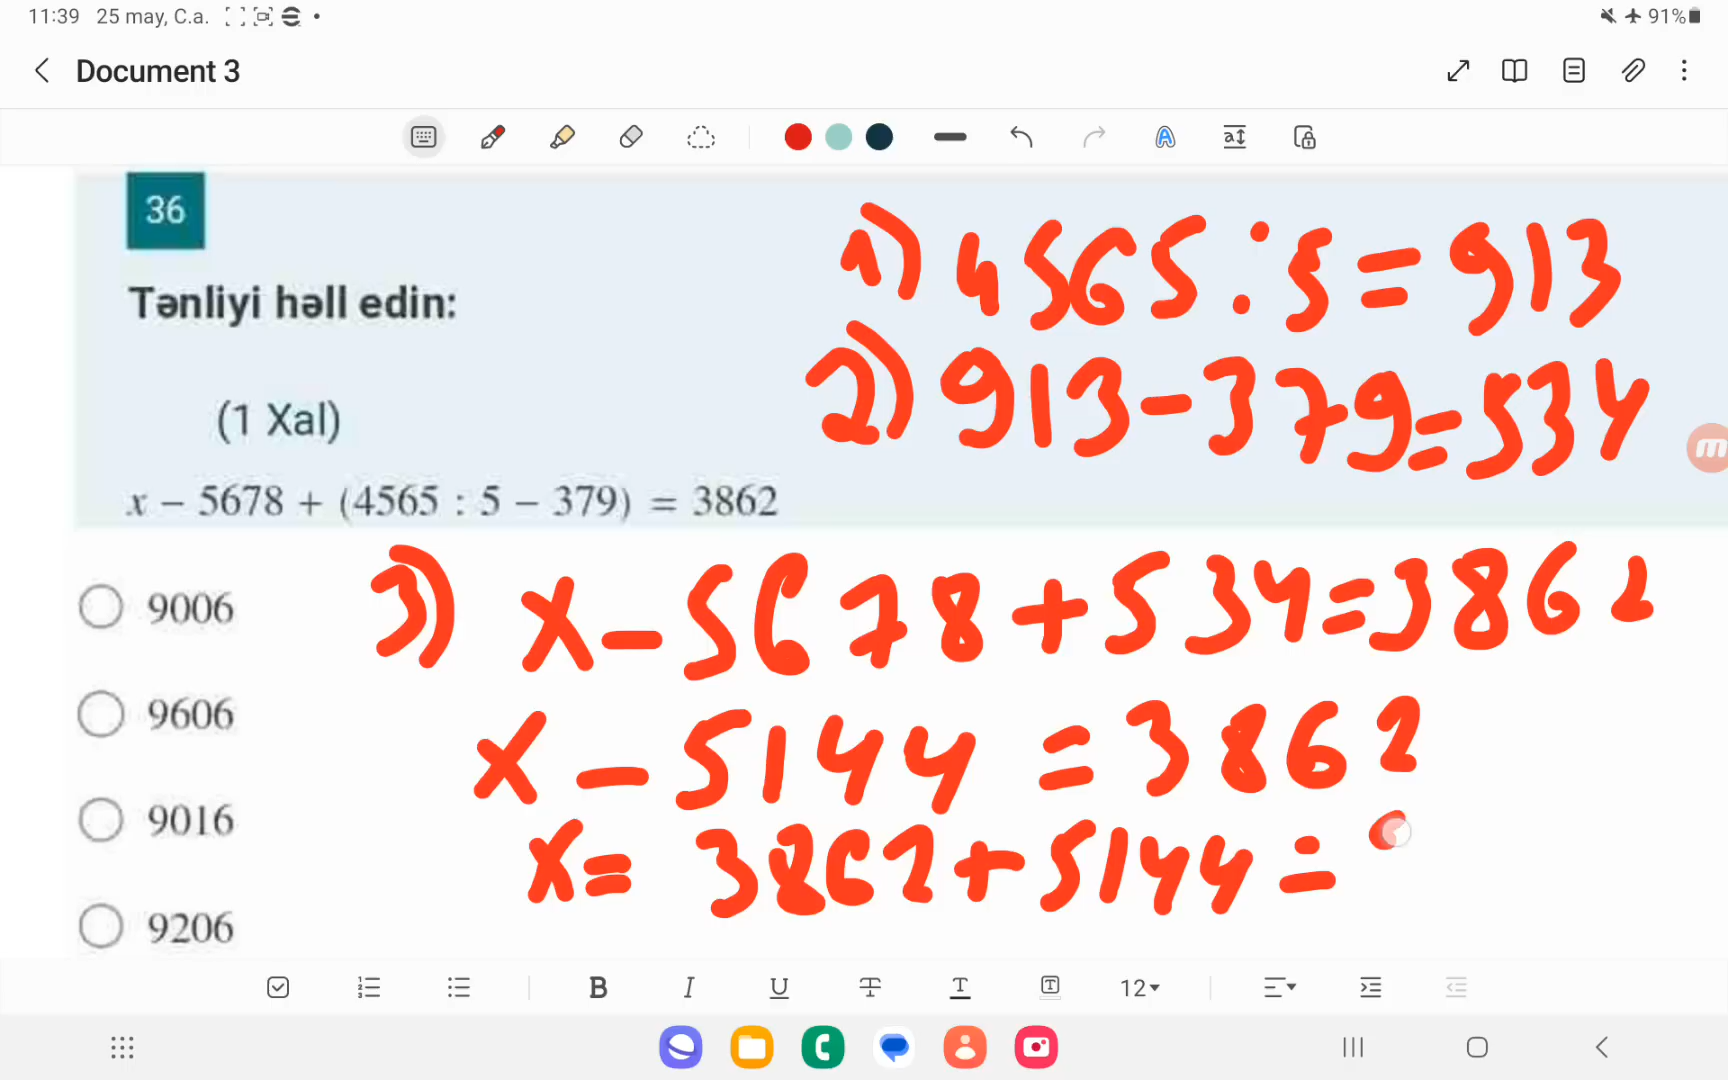 11:39 25 may, C.a. 91%
Document 3
36
Tənliyi həll edin:
(1 Xal)
x − 5678 + (4565 : 5 − 379) = 3862
1) 4565 : 5 = 913
2) 913 - 379 = 534
3) x - 5678 + 534 = 3862
x - 5144 = 3862
x = 3862 + 5144 =
9006
9606
9016
9206
B I U T T T 12